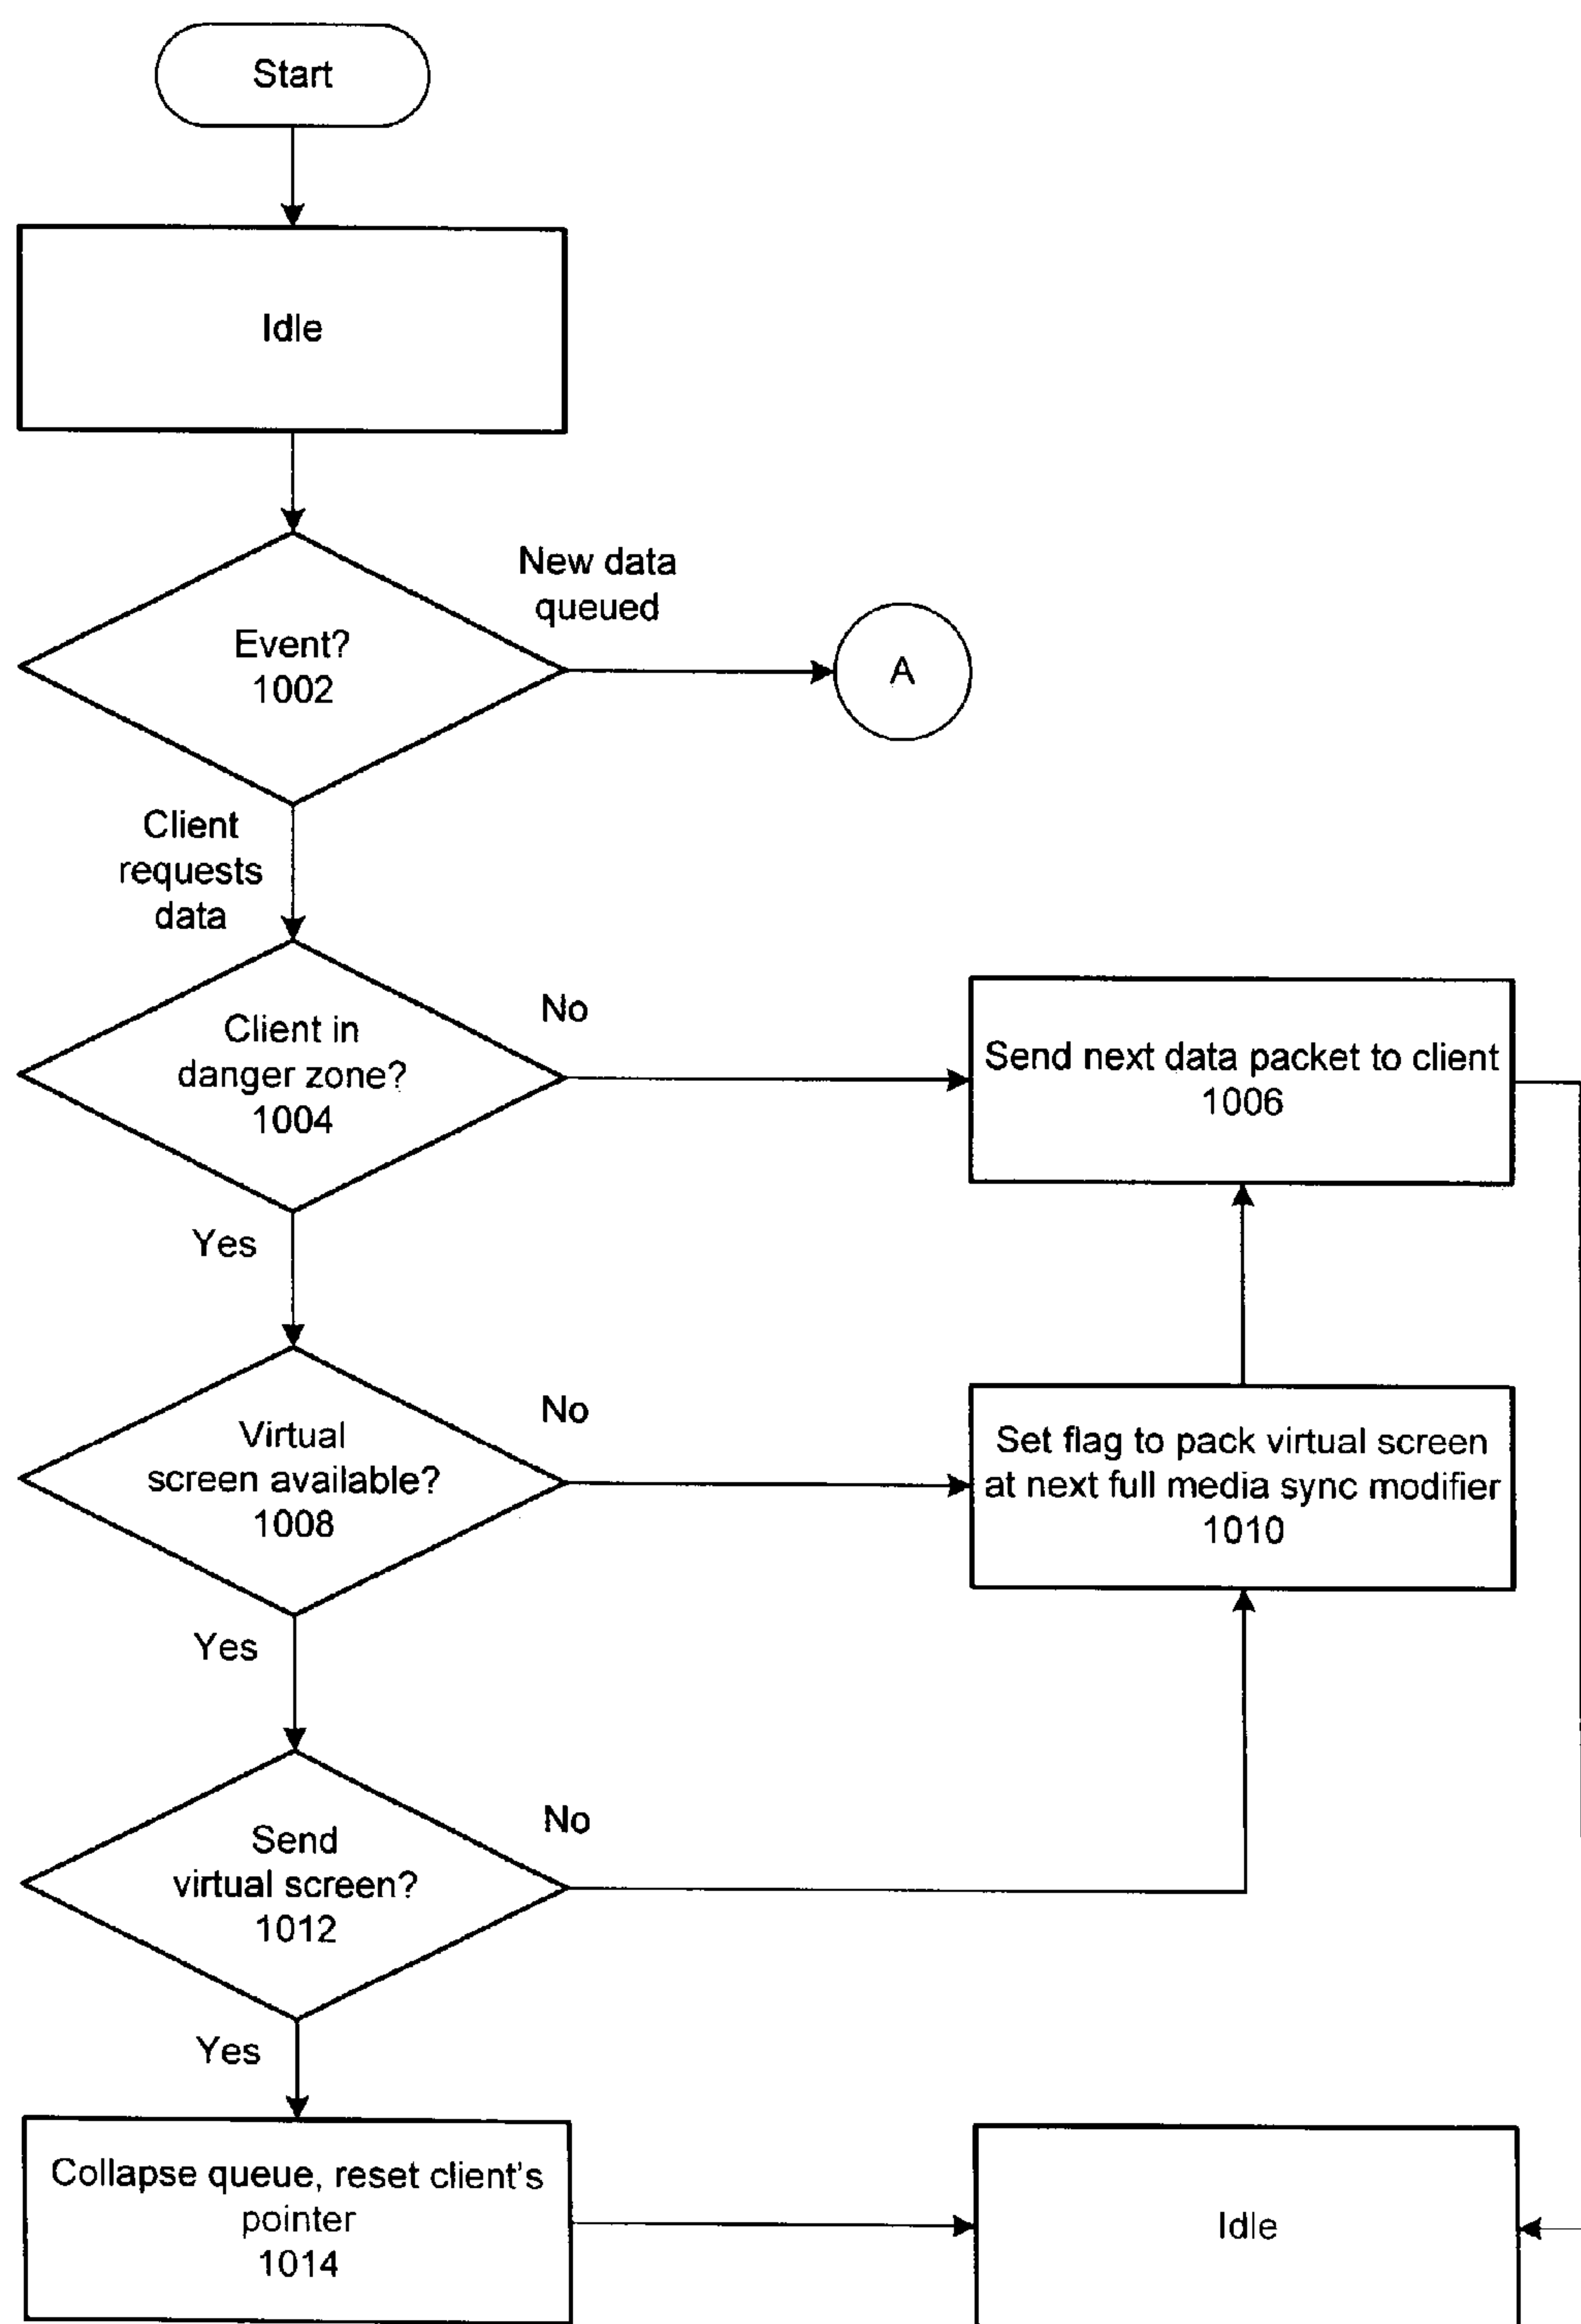 Start
Idle
New data
queued
Event?
1002
A
Client
requests
data
No
Client in
danger zone?
1004
Send next data packet to client
1006
Yes
No
Virtual
screen available?
1008
Set flag to pack virtual screen
at next full media sync modifier
1010
Yes
No
Send
virtual screen?
1012
Yes
Collapse queue, reset client's
pointer
1014
Idle